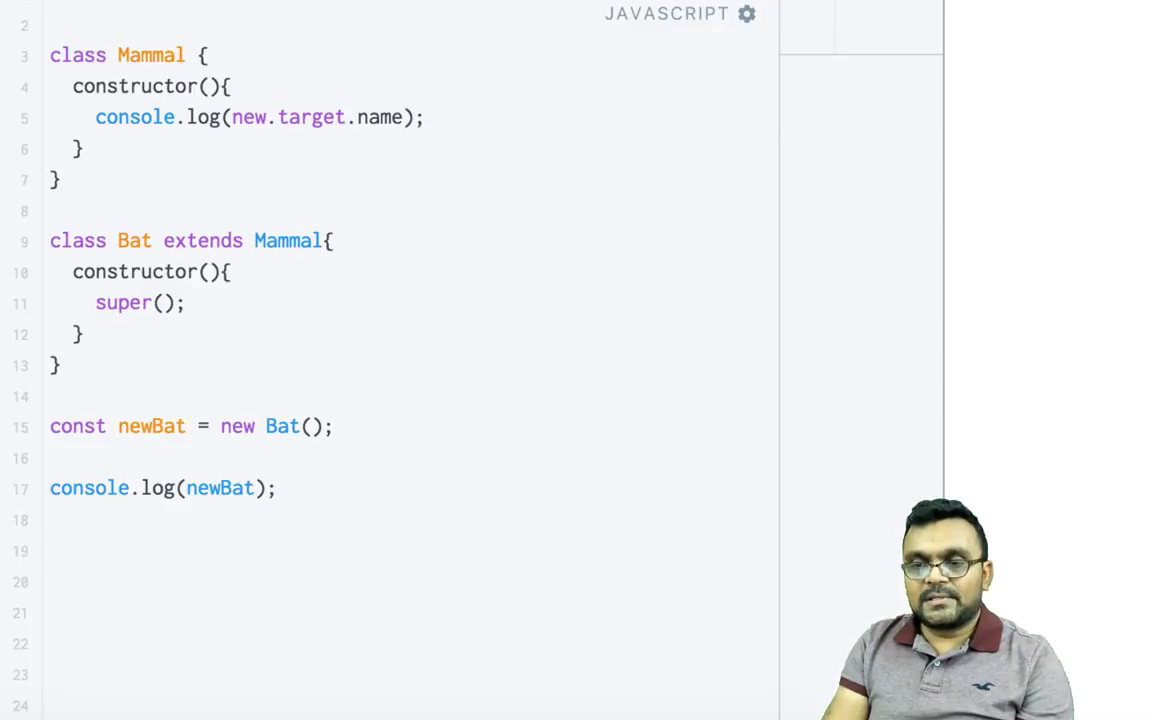 JAVASCRIPT
2
3 class Mammal {
4 constructor(){
5 console.log(new.target.name);
6 }
7 }
8
9 class Bat extends Mammal{
10 constructor(){
11 super();
12 }
13 }
14
15 const newBat = new Bat();
16
17 console.log(newBat);
18
19
20
21
22
23
24